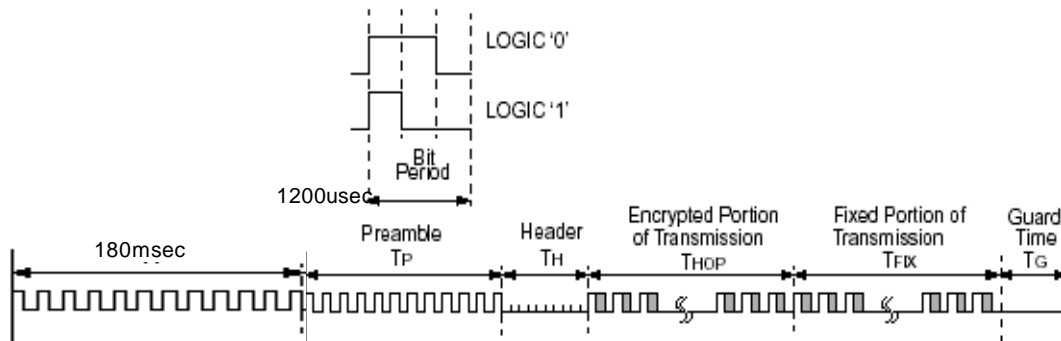 LOGIC ‘0’
LOGIC ‘1’
Bit
Period
1200usec
180msec
Preamble
TP
Header
TH
Encrypted Portion
of Transmission
THOP
Fixed Portion of
Transmission
TFIX
Guard
Time
TG